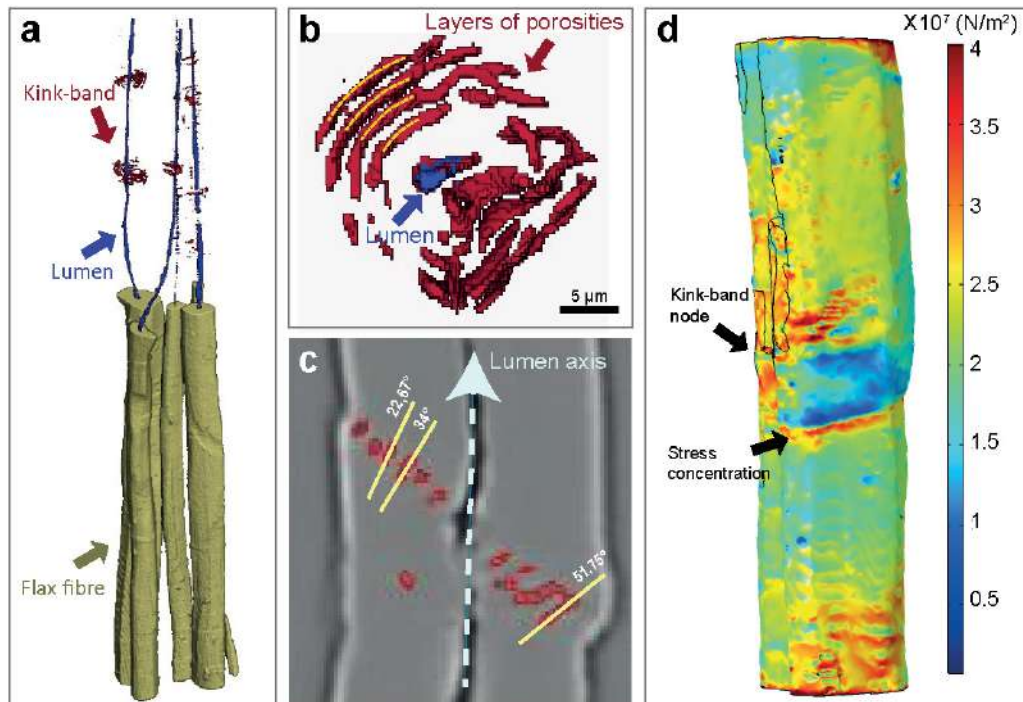 a
Kink-band
Lumen
Flax fibre
b
Layers of porosities
Lumen
5 µm
c
Lumen axis
22,67°
34°
51.75°
d
X10⁷ (N/m²)
4
3.5
3
2.5
2
1.5
1
0.5
Kink-band
node
Stress
concentration